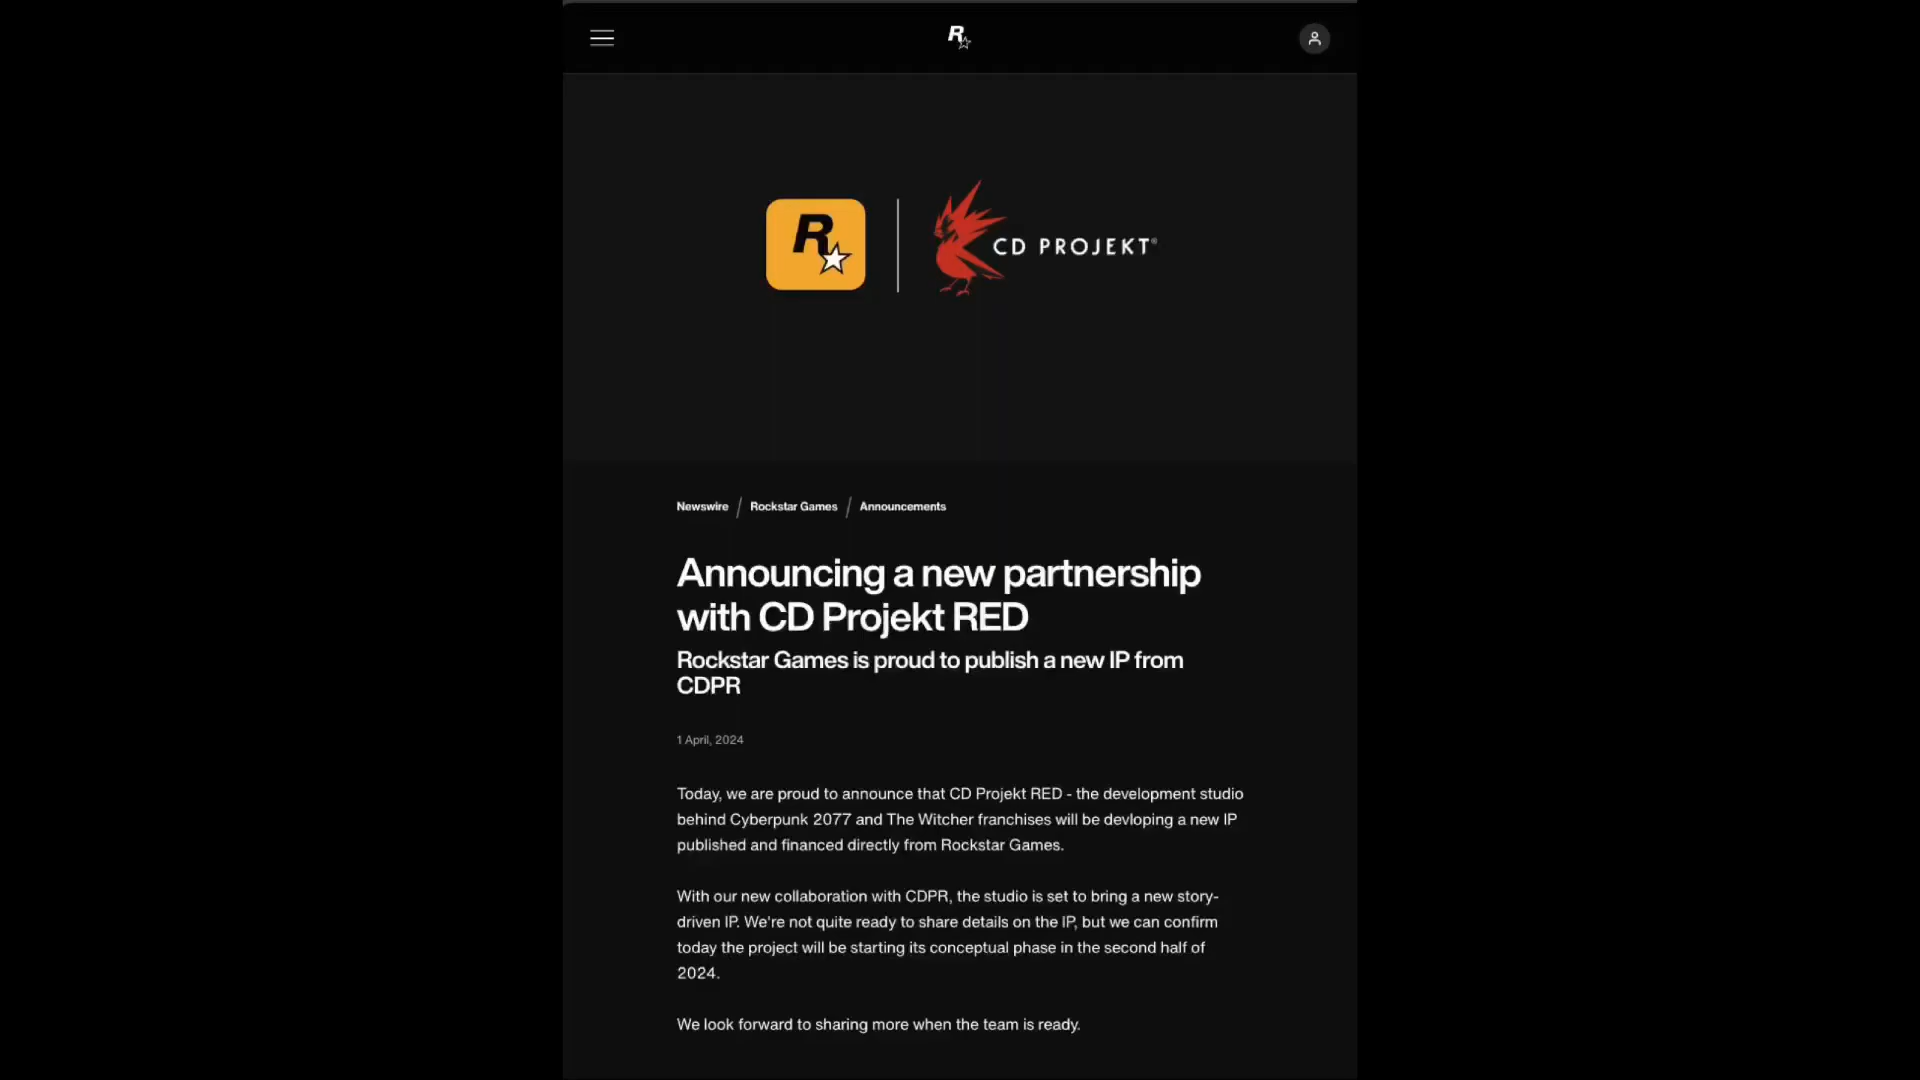 R
R
CD PROJEKT®
Newswire / Rockstar Games / Announcements
Announcing a new partnership
with CD Projekt RED
Rockstar Games is proud to publish a new IP from
CDPR
1 April, 2024
Today, we are proud to announce that CD Projekt RED - the development studio
behind Cyberpunk 2077 and The Witcher franchises will be devloping a new IP
published and financed directly from Rockstar Games.
With our new collaboration with CDPR, the studio is set to bring a new story-
driven IP. We're not quite ready to share details on the IP, but we can confirm
today the project will be starting its conceptual phase in the second half of
2024.
We look forward to sharing more when the team is ready.